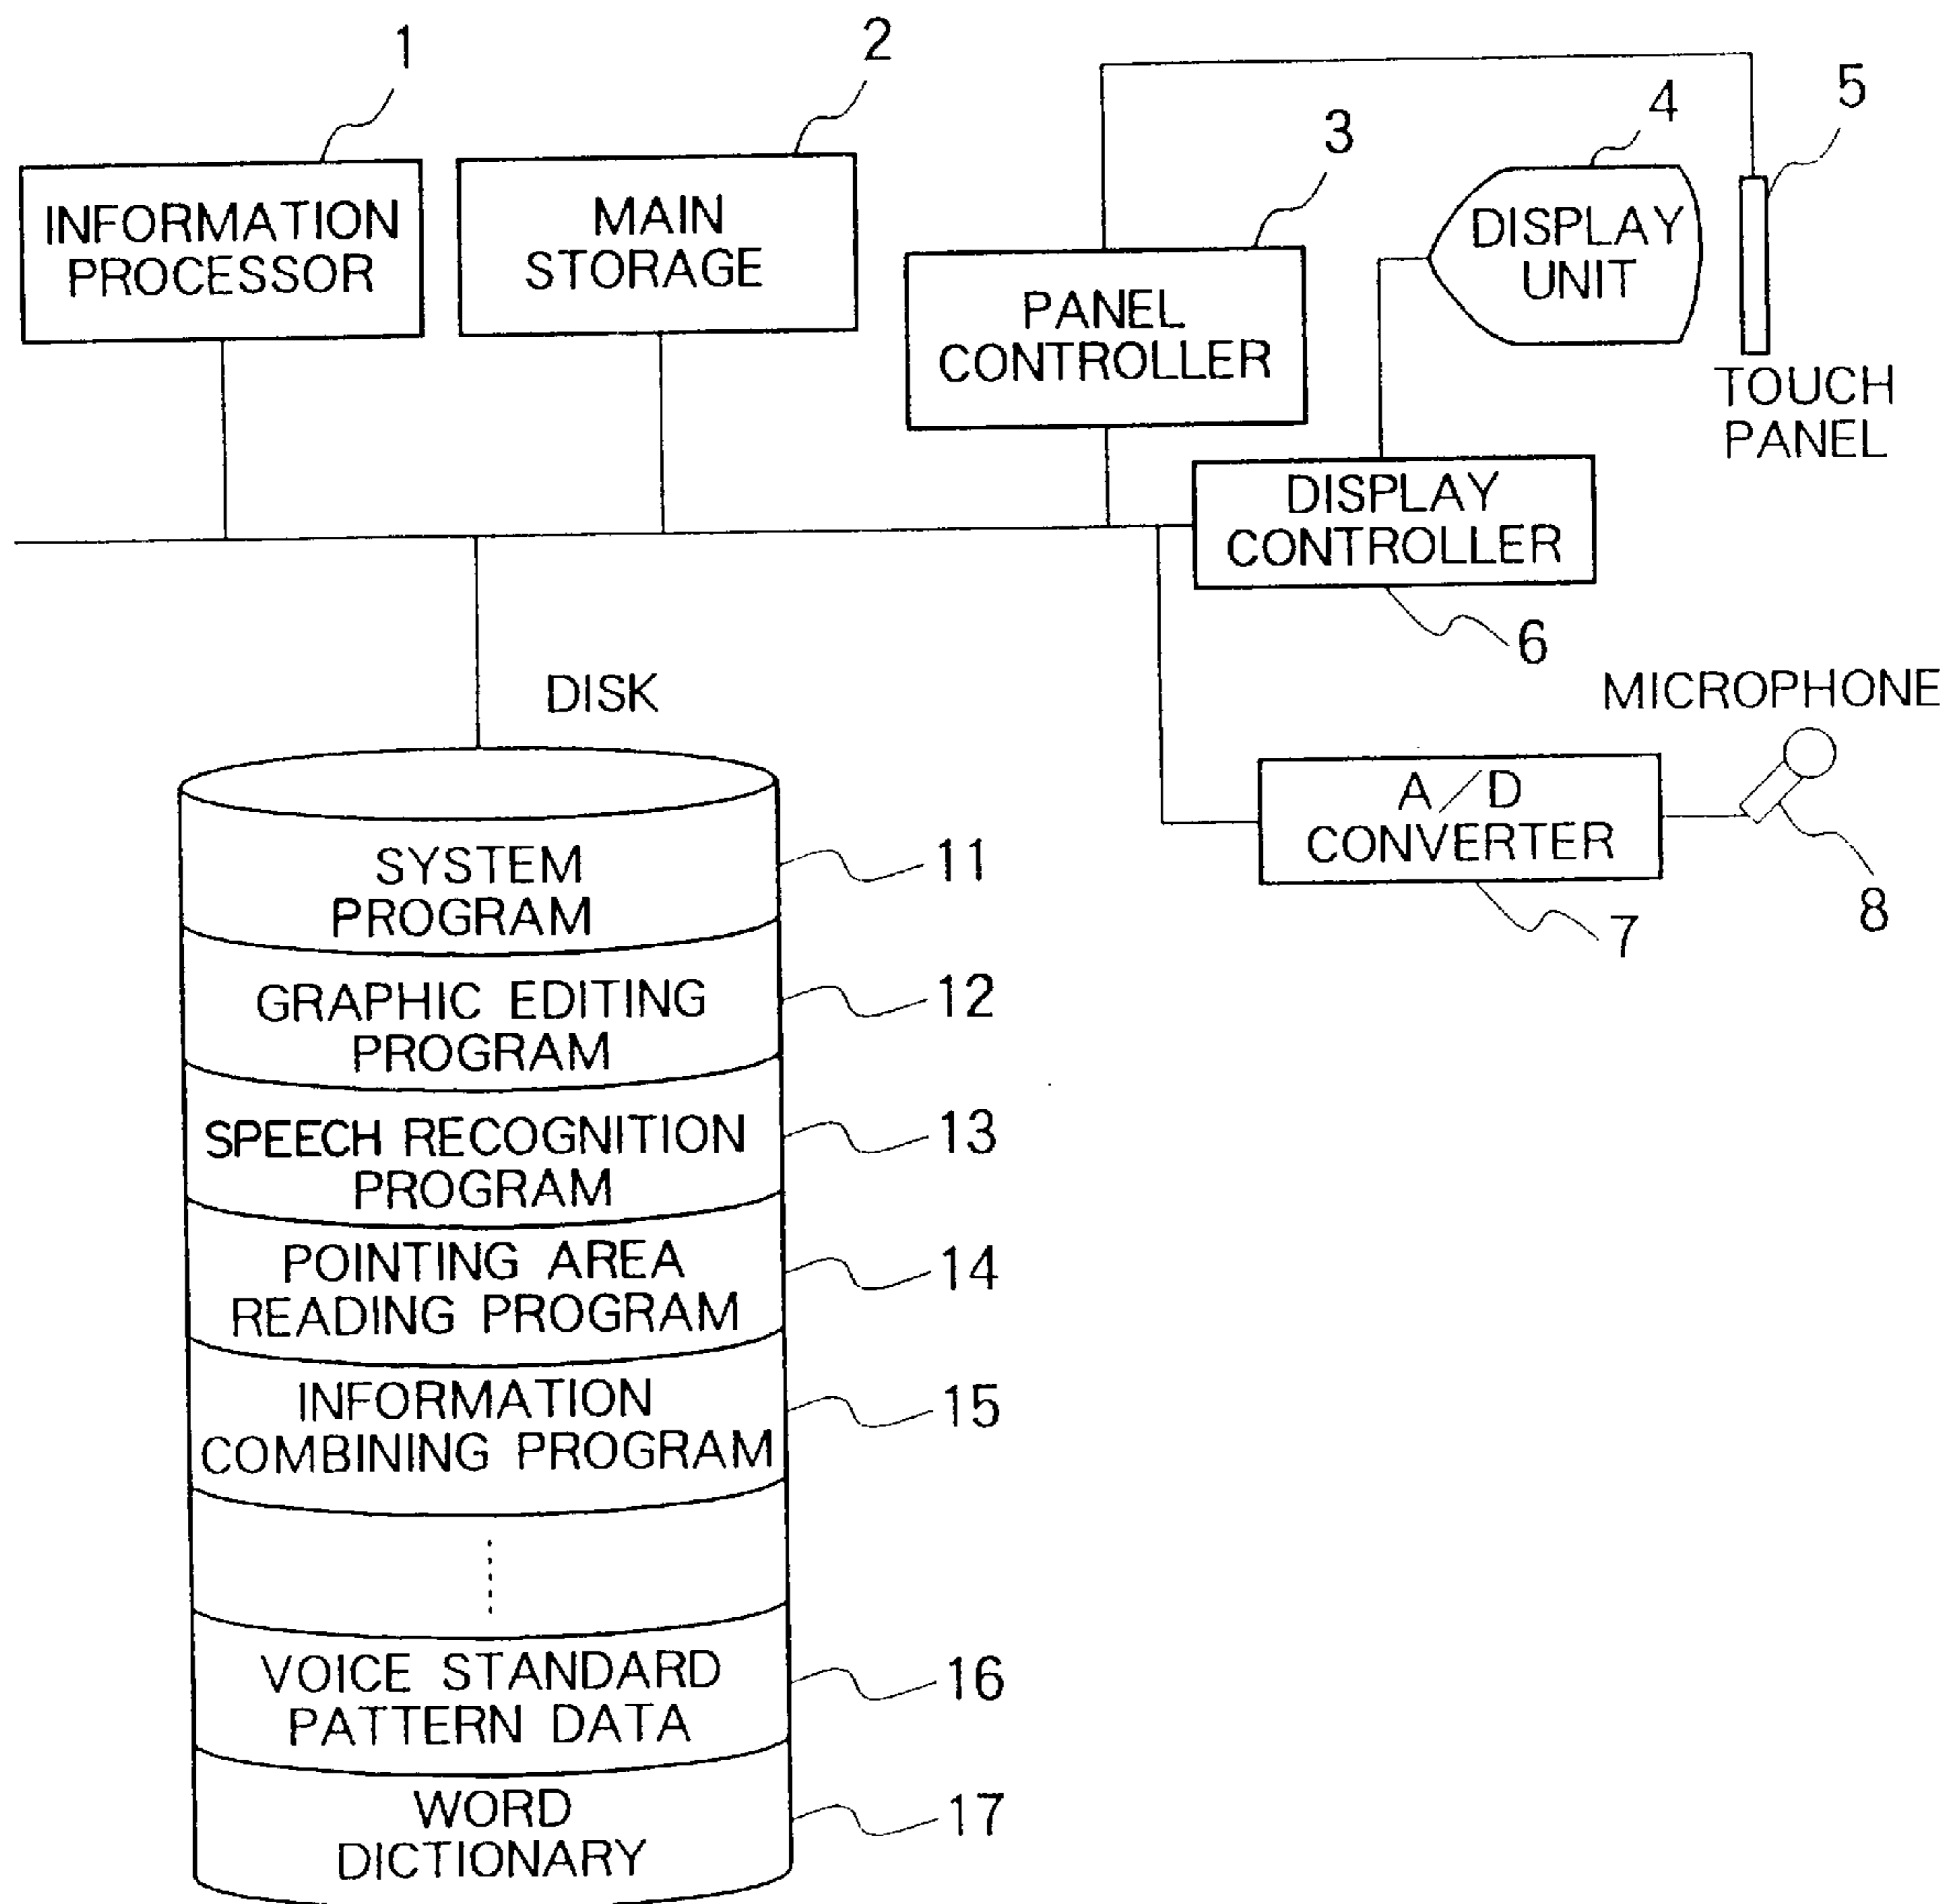 1
2
3
4
5
INFORMATION
PROCESSOR
MAIN
STORAGE
PANEL
CONTROLLER
DISPLAY
UNIT
TOUCH
PANEL
DISPLAY
CONTROLLER
6
DISK
MICROPHONE
A/D
CONVERTER
7
8
SYSTEM
PROGRAM
11
GRAPHIC EDITING
PROGRAM
12
SPEECH RECOGNITION
PROGRAM
13
POINTING AREA
READING PROGRAM
14
INFORMATION
COMBINING PROGRAM
15
VOICE STANDARD
PATTERN DATA
16
WORD
DICTIONARY
17